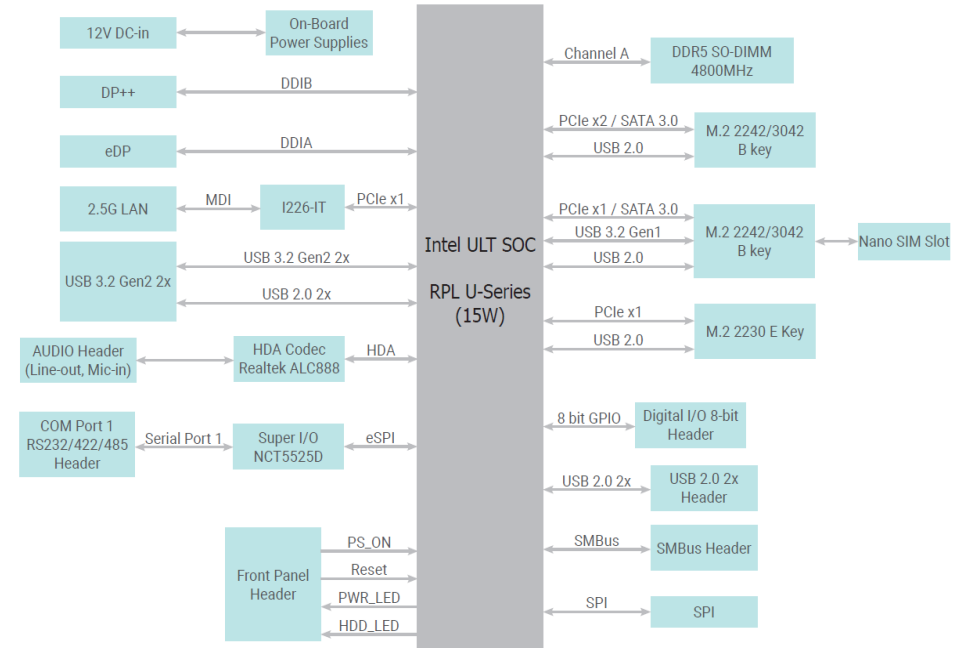 12V DC-in
On-Board
Power Supplies
DP++
DDIB
eDP
DDIA
2.5G LAN
MDI
I226-IT
PCIe x1
USB 3.2 Gen2 2x
USB 3.2 Gen2 2x
USB 2.0 2x
AUDIO Header
(Line-out, Mic-in)
HDA Codec
Realtek ALC888
HDA
COM Port 1
RS232/422/485
Header
Serial Port 1
Super I/O
NCT5525D
eSPI
Front Panel
Header
PS_ON
Reset
PWR_LED
HDD_LED
Intel ULT SOC
RPL U-Series
(15W)
Channel A
DDR5 SO-DIMM
4800MHz
PCIe x2 / SATA 3.0
USB 2.0
M.2 2242/3042
B key
PCIe x1 / SATA 3.0
USB 3.2 Gen1
USB 2.0
M.2 2242/3042
B key
Nano SIM Slot
PCIe x1
USB 2.0
M.2 2230 E Key
8 bit GPIO
Digital I/O 8-bit
Header
USB 2.0 2x
USB 2.0 2x
Header
SMBus
SMBus Header
SPI
SPI